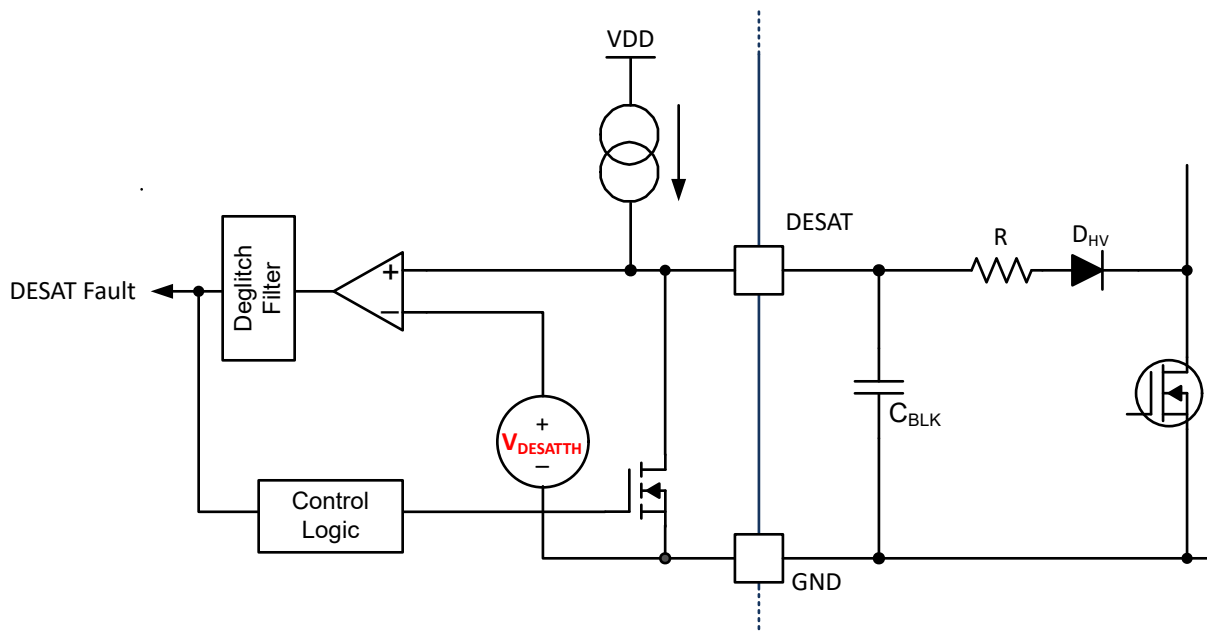 VDD
DESAT
R
DHV
+
−
Deglitch
Filter
DESAT Fault
CBLK
+
VDESATTH
−
Control
Logic
GND